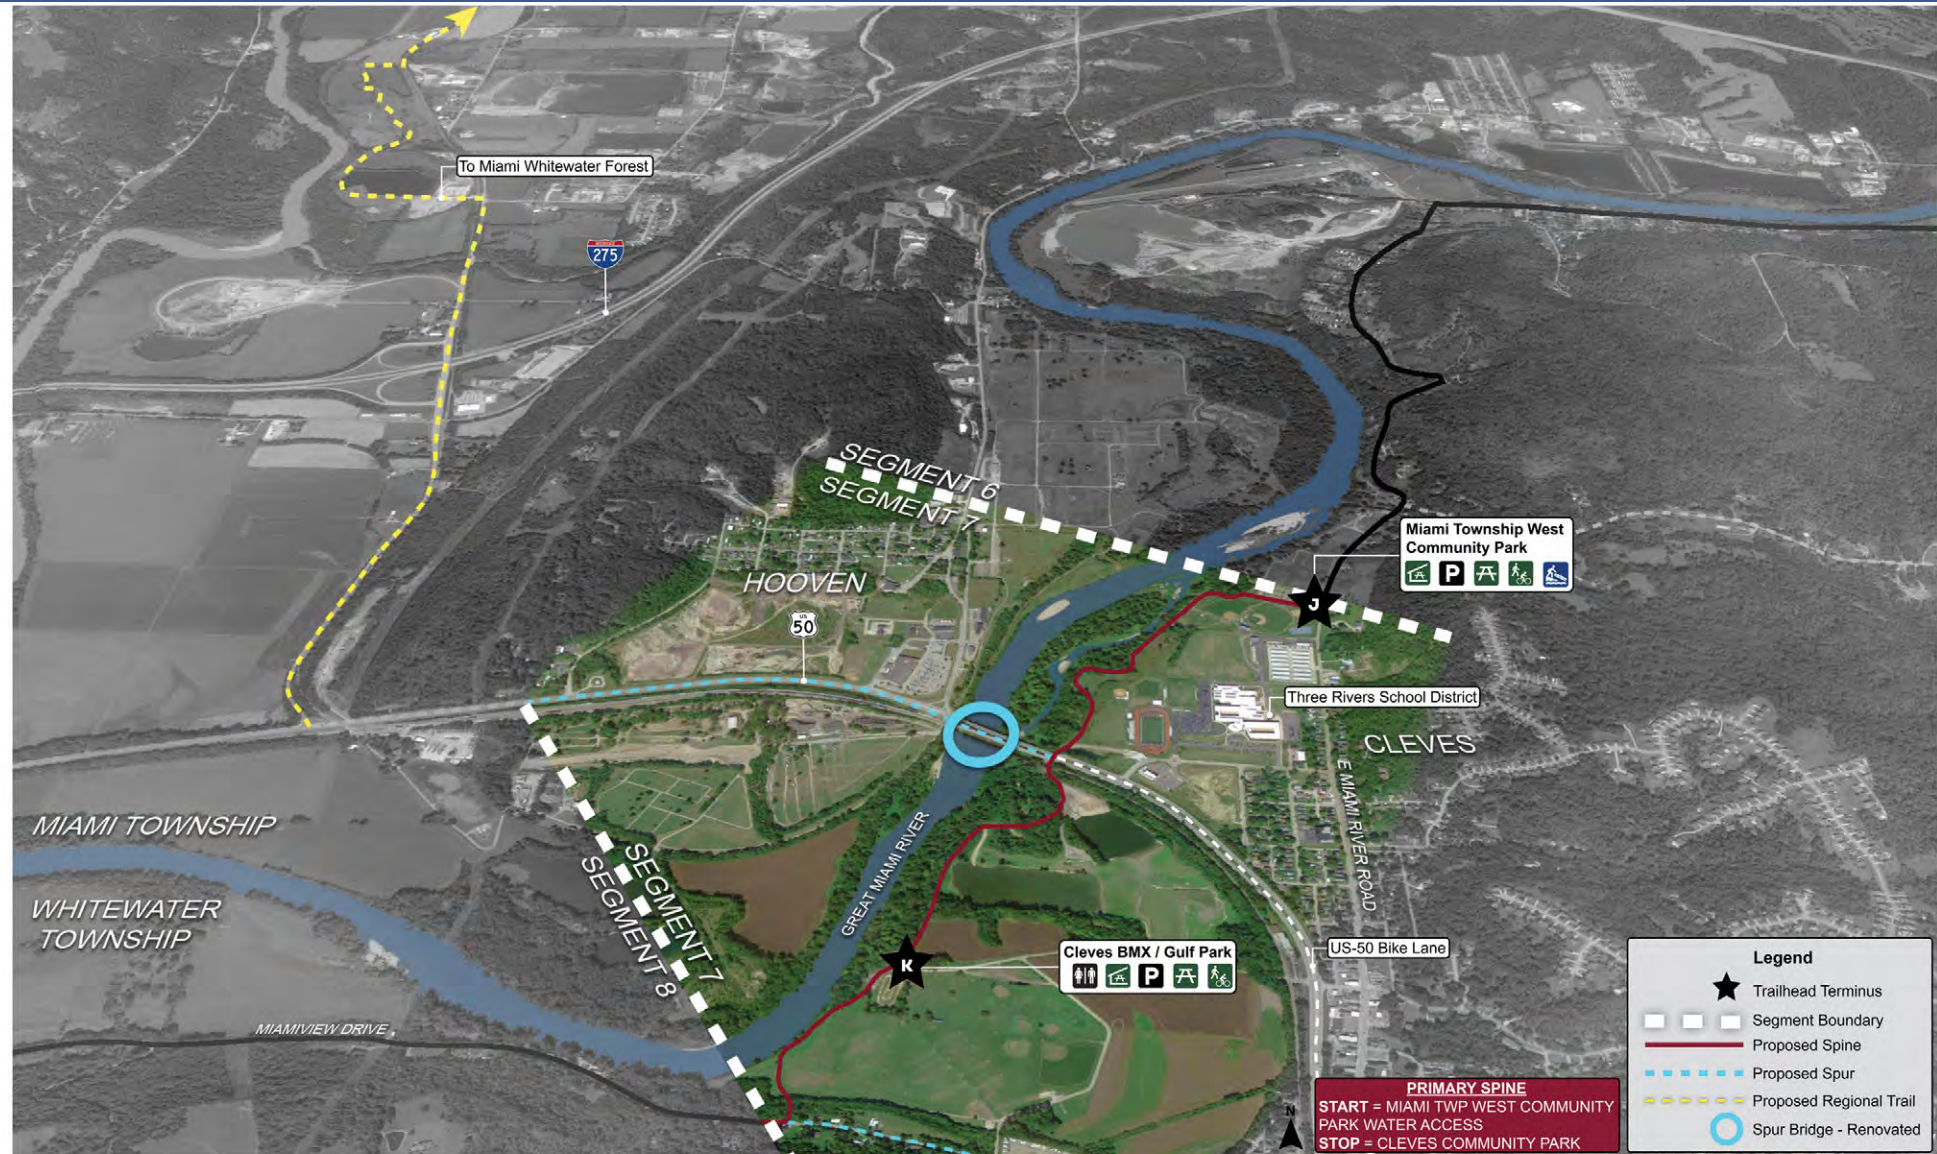 To Miami Whitewater Forest
INTERSTATE
275
SEGMENT 6
SEGMENT 7
Miami Township West
Community Park
P
HOOVEN
US
50
J
Three Rivers School District
CLEVES
E MIAMI RIVER ROAD
MIAMI TOWNSHIP
WHITEWATER
TOWNSHIP
SEGMENT 7
SEGMENT 8
GREAT MIAMI RIVER
K
Cleves BMX / Gulf Park
P
US-50 Bike Lane
MIAMIVIEW DRIVE
N
PRIMARY SPINE
START = MIAMI TWP WEST COMMUNITY
PARK WATER ACCESS
STOP = CLEVES COMMUNITY PARK
Legend
Trailhead Terminus
Segment Boundary
Proposed Spine
Proposed Spur
Proposed Regional Trail
Spur Bridge - Renovated